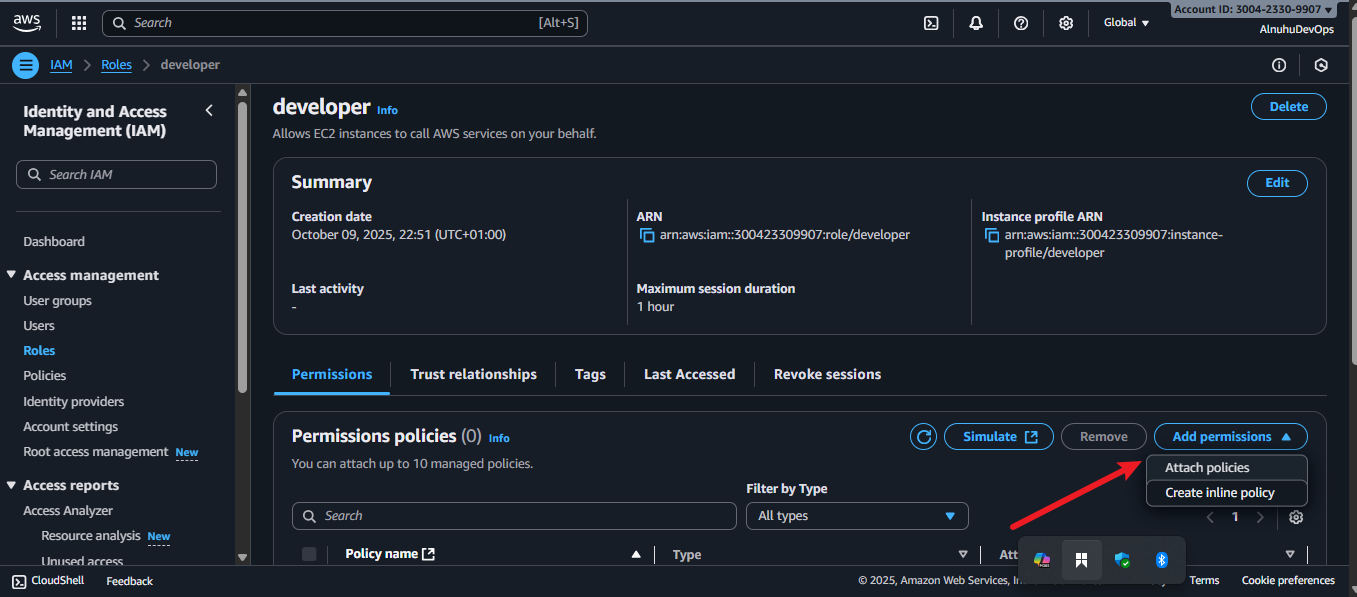 aws
Search [Alt+S]
Global
Account ID: 3004-2330-9907
AlnuhuDevOps
IAM > Roles > developer
Identity and Access
Management (IAM)
Search IAM
Dashboard
Access management
User groups
Users
Roles
Policies
Identity providers
Account settings
Root access management New
Access reports
Access Analyzer
Resource analysis New
Unused access
developer Info
Delete
Allows EC2 instances to call AWS services on your behalf.
Summary
Edit
Creation date
October 09, 2025, 22:51 (UTC+01:00)
ARN
arn:aws:iam::300423309907:role/developer
Instance profile ARN
arn:aws:iam::300423309907:instance-
profile/developer
Last activity
-
Maximum session duration
1 hour
Permissions Trust relationships Tags Last Accessed Revoke sessions
Permissions policies (0) Info
Simulate Remove Add permissions
You can attach up to 10 managed policies.
Attach policies
Create inline policy
Filter by Type
Search
All types
1
Policy name Type
CloudShell Feedback
© 2025, Amazon Web Services,
Terms Cookie preferences